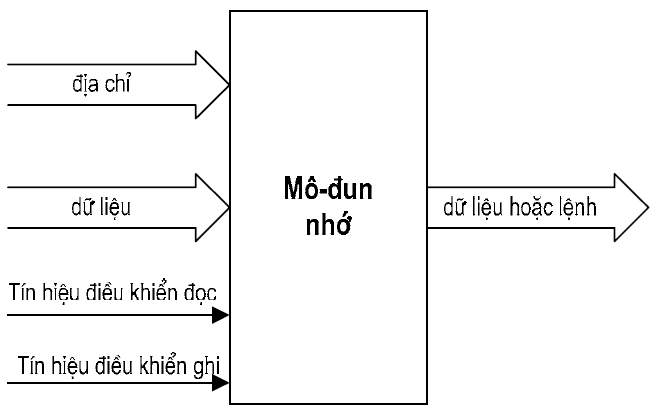 địa chỉ
dữ liệu
Tín hiệu điều khiển đọc
Tín hiệu điều khiển ghi
Mô-đun
nhớ
dữ liệu hoặc lệnh